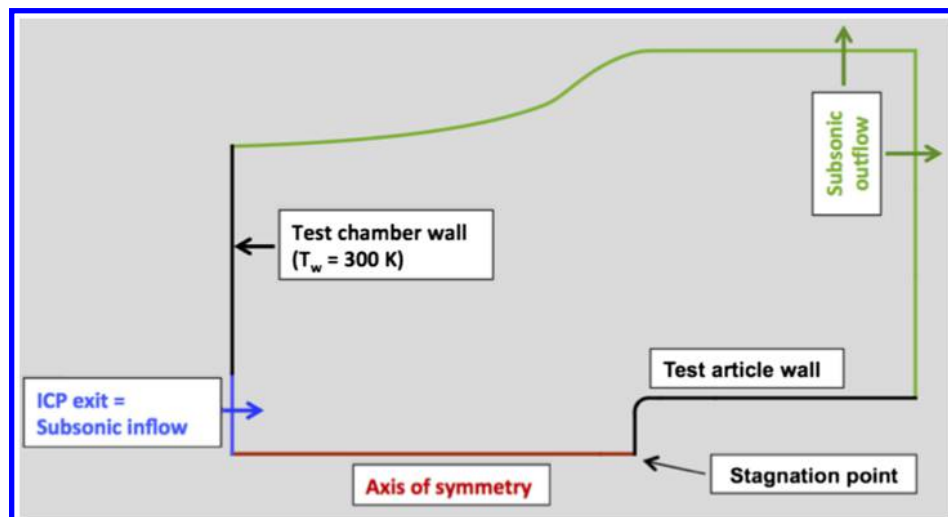 Subsonic
outflow
Test chamber wall
(T_w = 300 K)
Test article wall
ICP exit =
Subsonic inflow
Axis of symmetry
Stagnation point